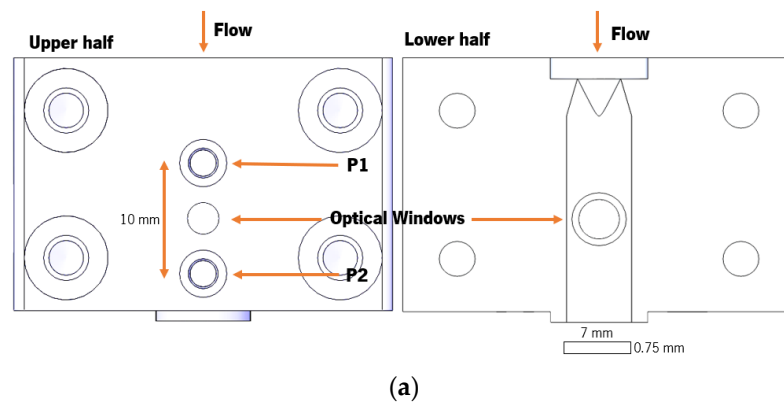 Flow
Flow
Upper half
Lower half
P1
10 mm
Optical Windows
P2
7 mm
0.75 mm
(a)